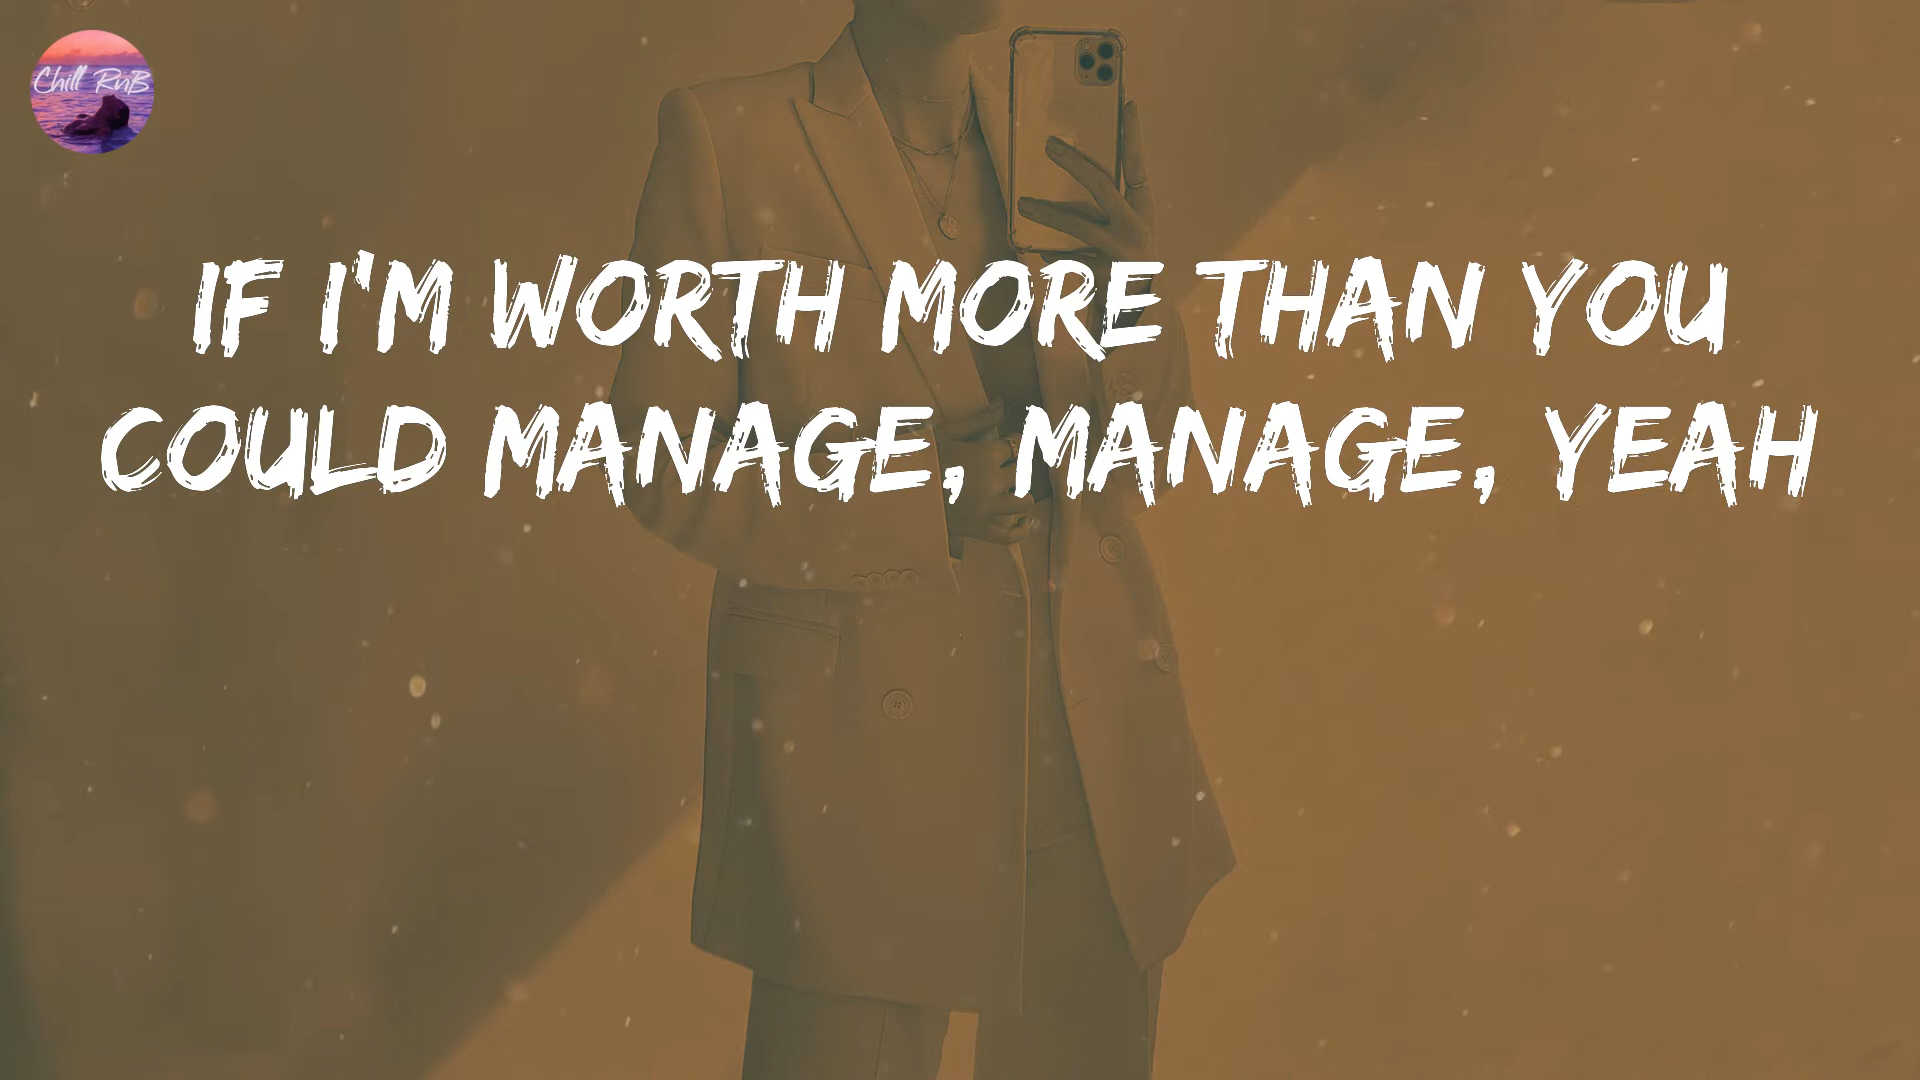 Chill RnB
IF I'M WORTH MORE THAN YOU
COULD MANAGE, MANAGE, YEAH